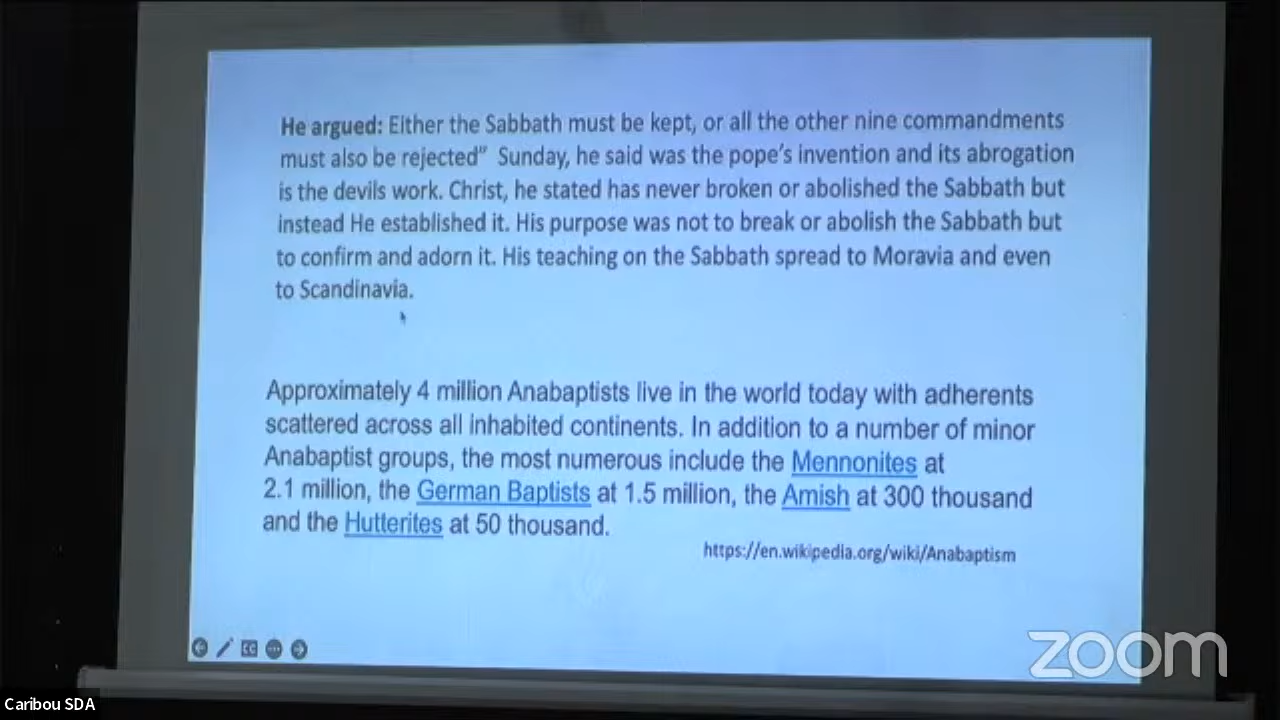 He argued: Either the Sabbath must be kept, or all the other nine commandments
must also be rejected" Sunday, he said was the pope's invention and its abrogation
is the devils work. Christ, he stated has never broken or abolished the Sabbath but
instead He established it. His purpose was not to break or abolish the Sabbath but
to confirm and adorn it. His teaching on the Sabbath spread to Moravia and even
to Scandinavia.
Approximately 4 million Anabaptists live in the world today with adherents
scattered across all inhabited continents. In addition to a number of minor
Anabaptist groups, the most numerous include the Mennonites at
2.1 million, the German Baptists at 1.5 million, the Amish at 300 thousand
and the Hutterites at 50 thousand.
https://en.wikipedia.org/wiki/Anabaptism
zoom
Caribou SDA